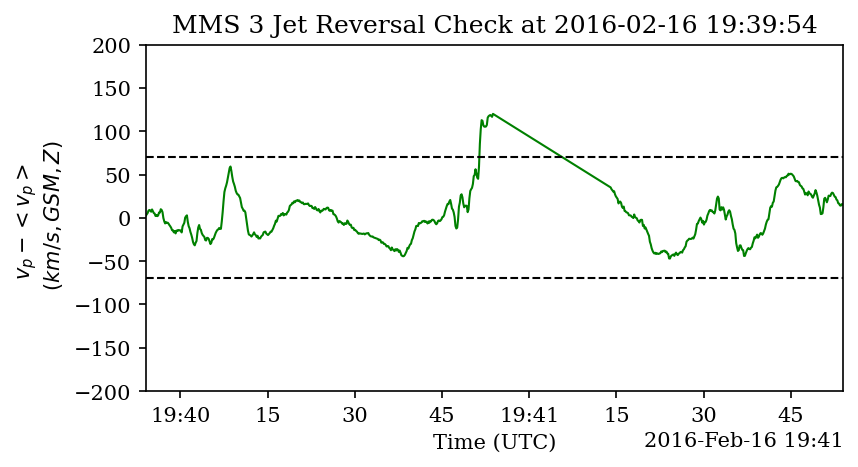 MMS 3 Jet Reversal Check at 2016-02-16 19:39:54
200
150
100
50
0
−50
−100
−150
−200
v_p − < v_p >
(km/s, GSM, Z)
19:40 15 30 45 19:41 15 30 45
Time (UTC)
2016-Feb-16 19:41